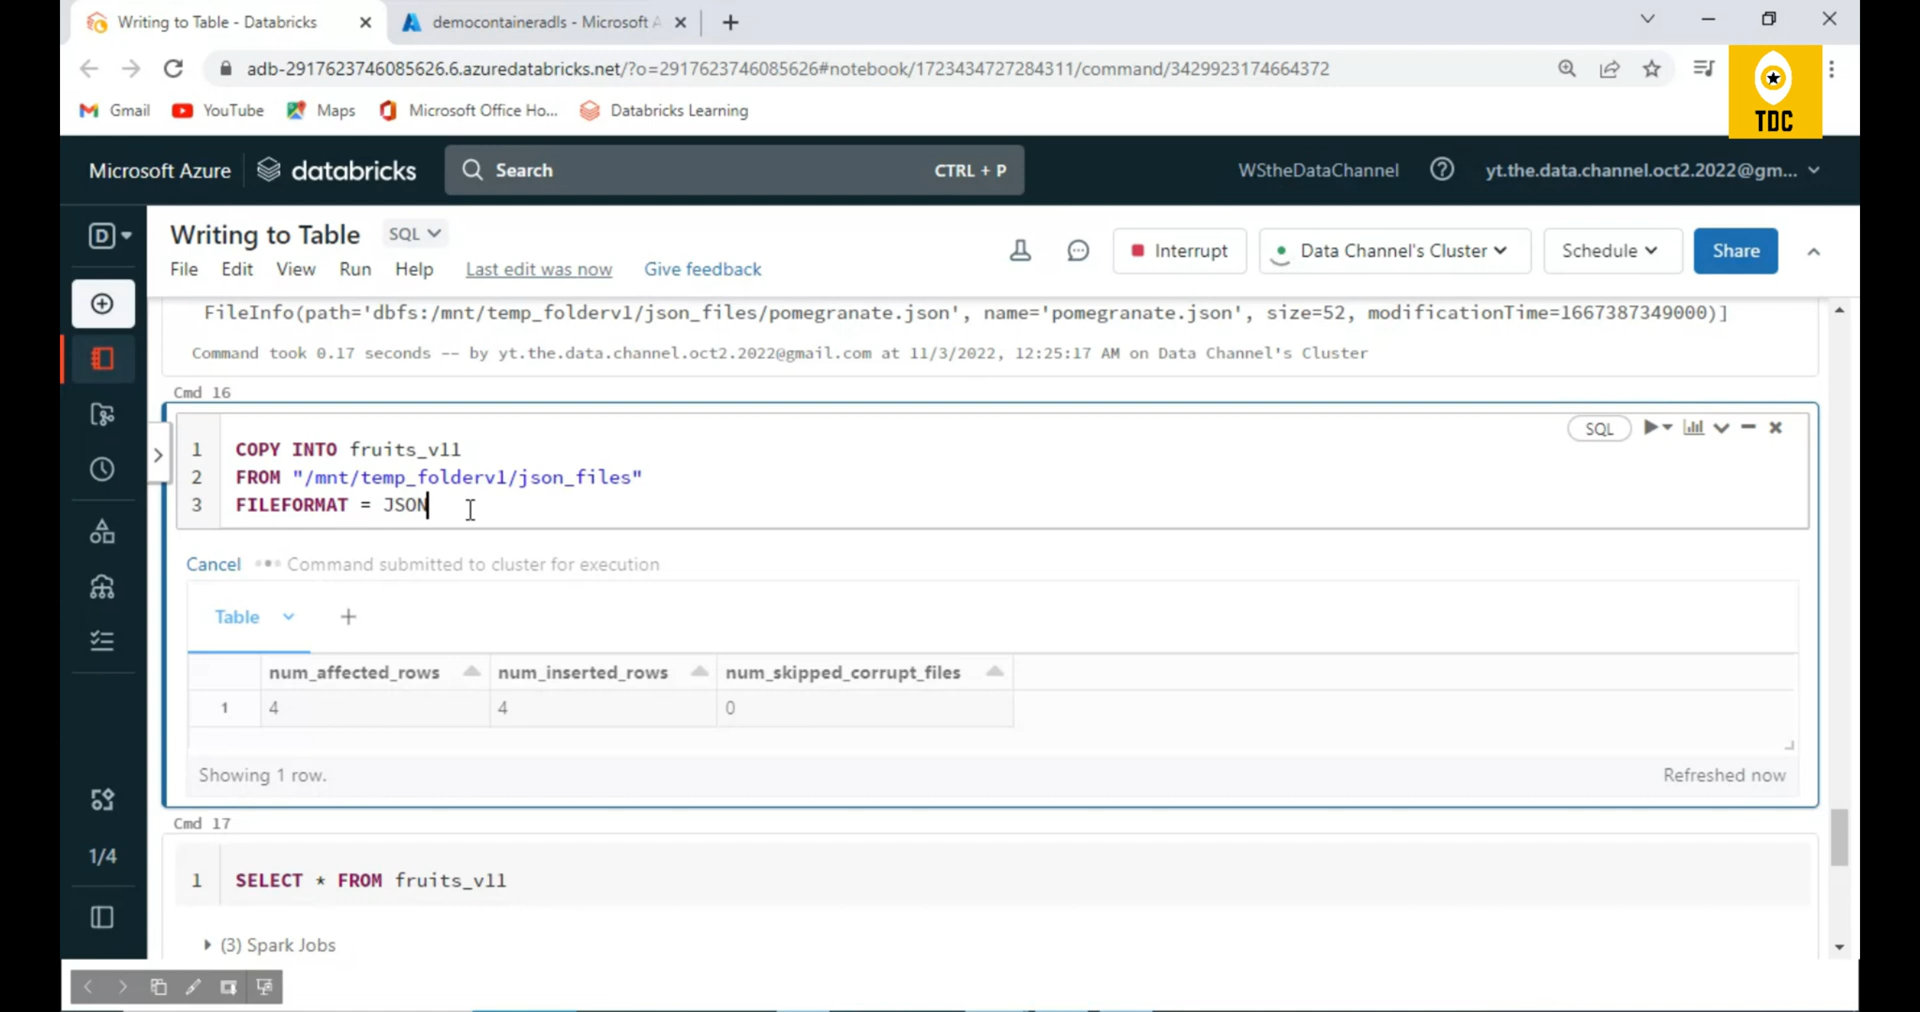 Writing to Table - Databricks
democontaineradls - Microsoft A
adb-2917623746085626.6.azuredatabricks.net/?o=2917623746085626#notebook/1723434727284311/command/3429923174664372
Gmail YouTube Maps Microsoft Office Ho... Databricks Learning
TDC
Microsoft Azure databricks Search CTRL + P WStheDataChannel yt.the.data.channel.oct2.2022@gm...
Writing to Table SQL
File Edit View Run Help Last edit was now Give feedback
Interrupt Data Channel's Cluster Schedule Share
FileInfo(path='dbfs:/mnt/temp_folderv1/json_files/pomegranate.json', name='pomegranate.json', size=52, modificationTime=1667387349000)]
Command took 0.17 seconds -- by yt.the.data.channel.oct2.2022@gmail.com at 11/3/2022, 12:25:17 AM on Data Channel's Cluster
Cmd 16
SQL
1 COPY INTO fruits_v11
2 FROM "/mnt/temp_folderv1/json_files"
3 FILEFORMAT = JSON
Cancel Command submitted to cluster for execution
Table +
num_affected_rows num_inserted_rows num_skipped_corrupt_files
1 4 4 0
Showing 1 row. Refreshed now
Cmd 17
1 SELECT * FROM fruits_v11
(3) Spark Jobs
1/4